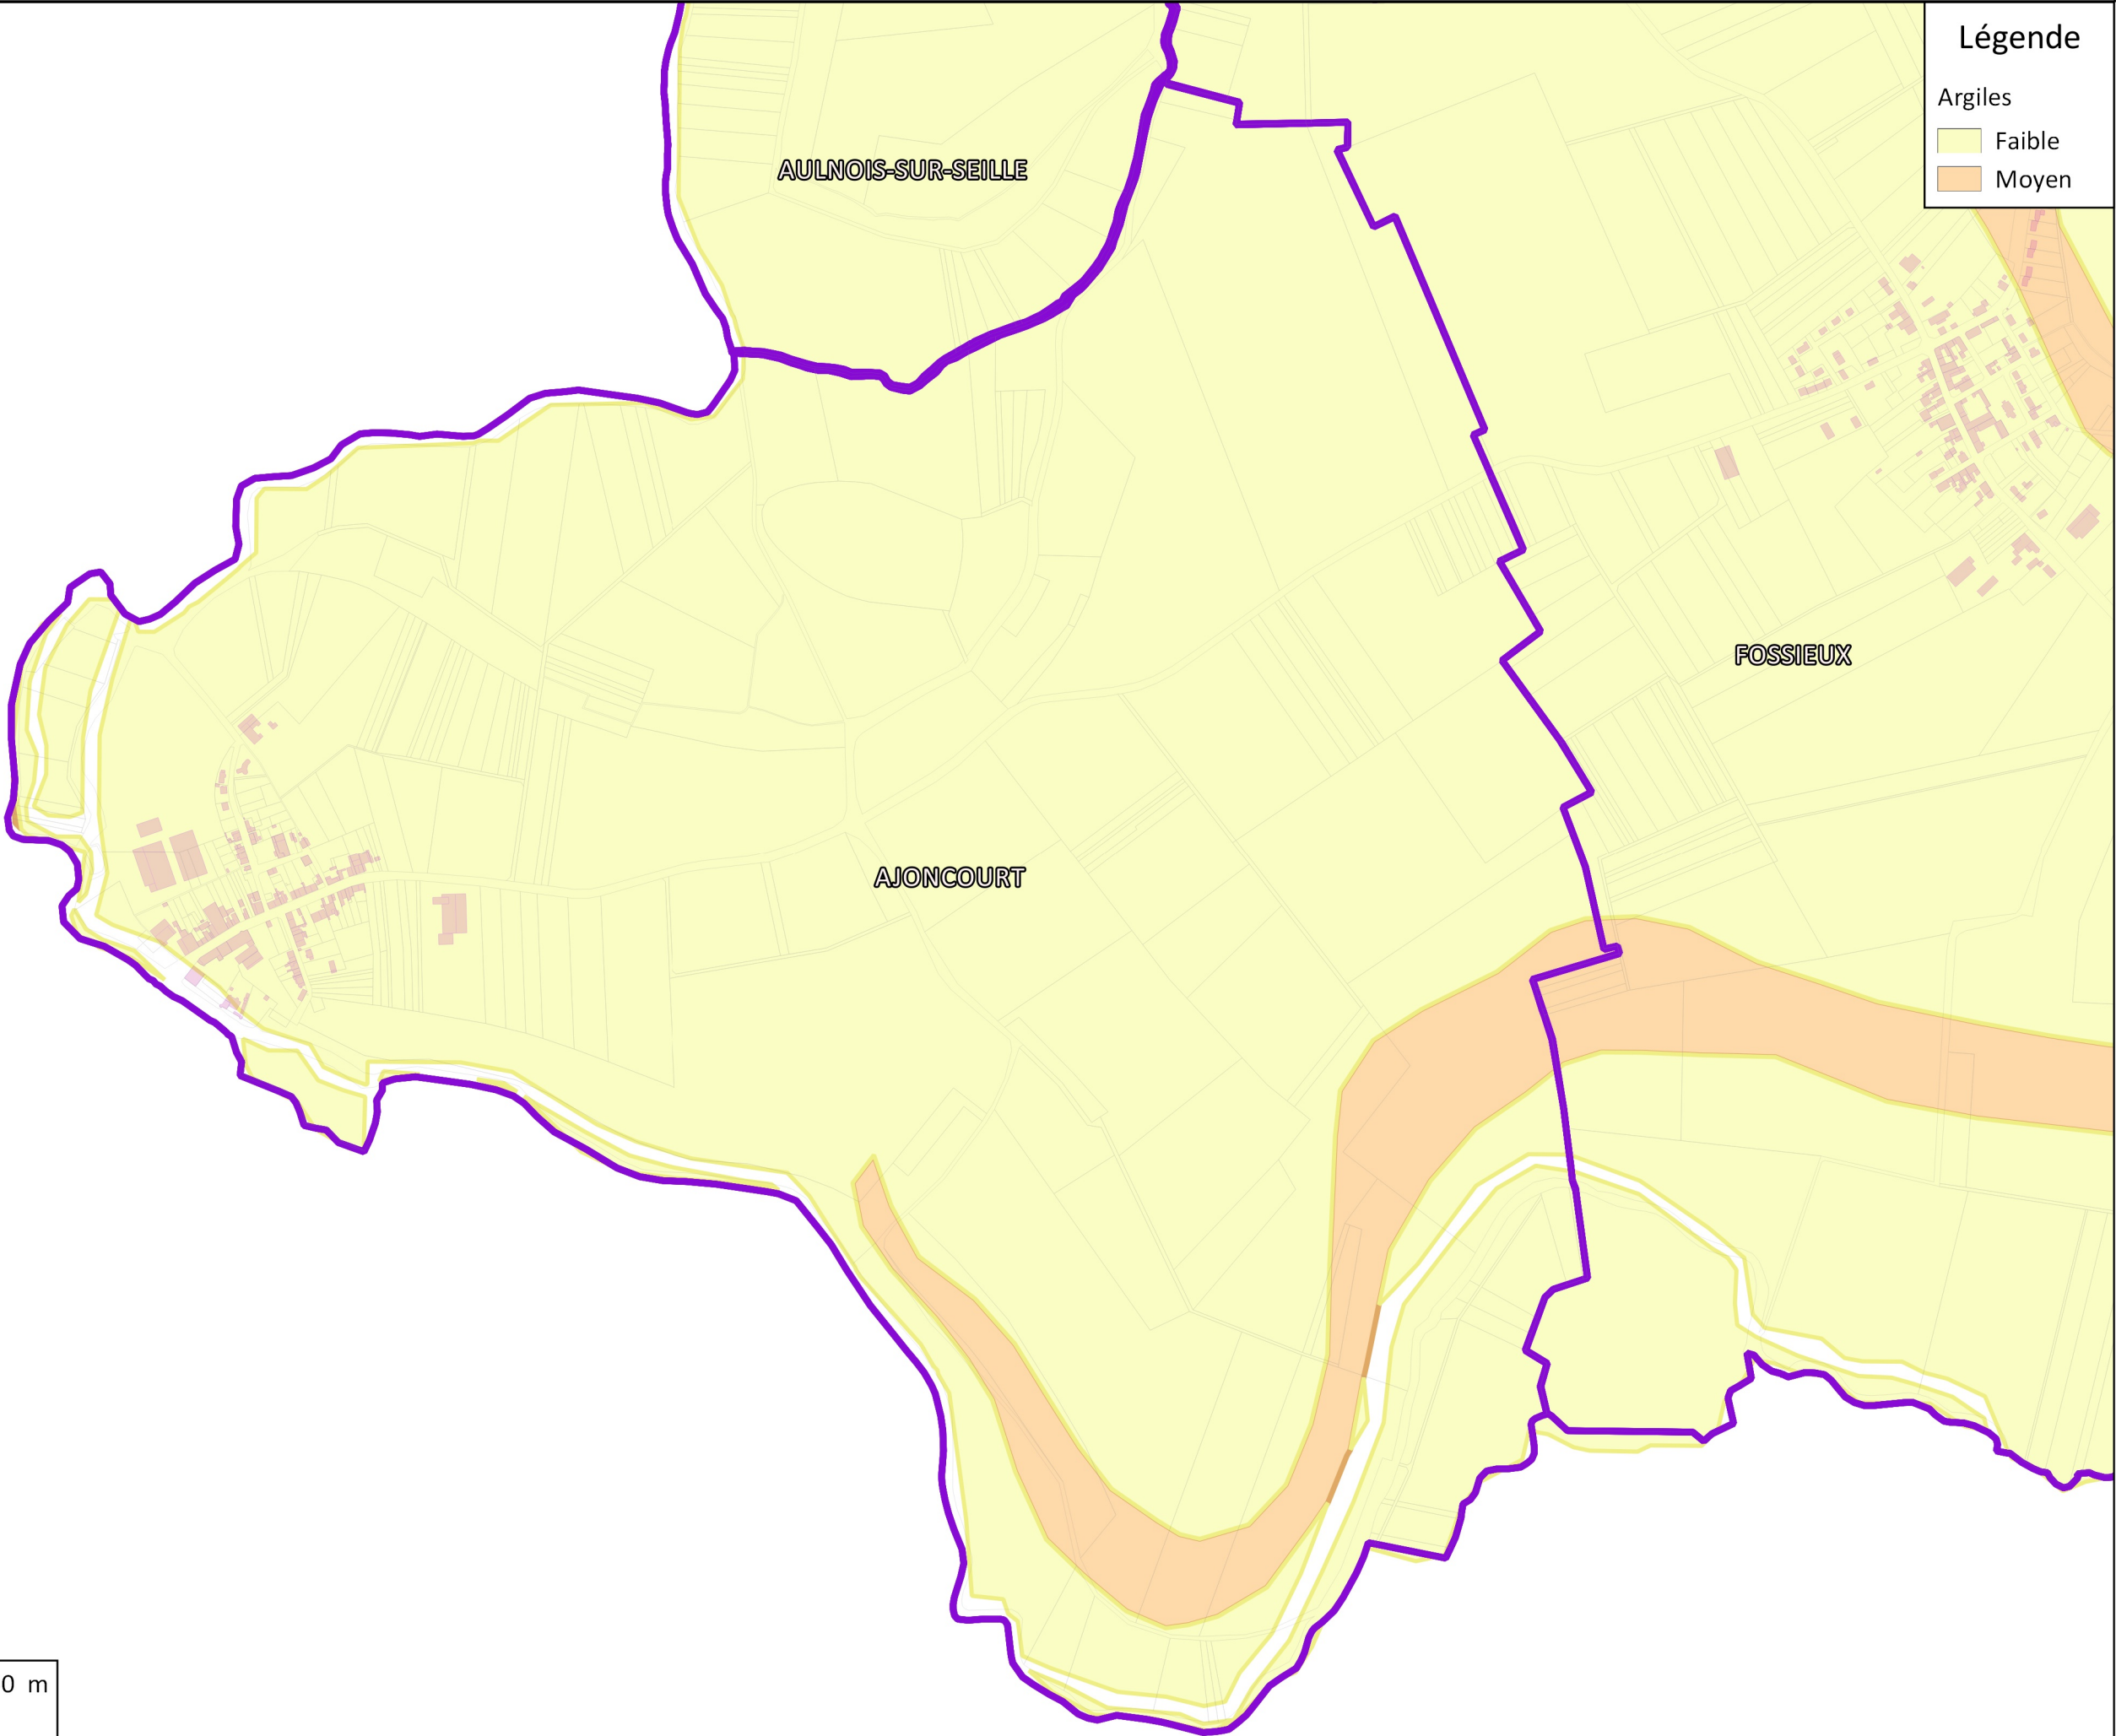 Légende
Argiles
Faible
Moyen
AULNOIS-SUR-SEILLE
FOSSIEUX
AJONCOURT
0 m